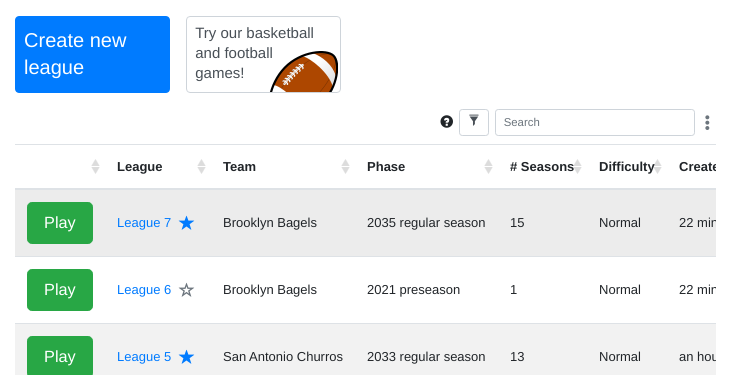 Create new
league
Try our basketball
and football
games!
Search
League Team Phase # Seasons Difficulty Create
Play League 7 Brooklyn Bagels 2035 regular season 15 Normal 22 min
Play League 6 Brooklyn Bagels 2021 preseason 1 Normal 22 min
Play League 5 San Antonio Churros 2033 regular season 13 Normal an hou